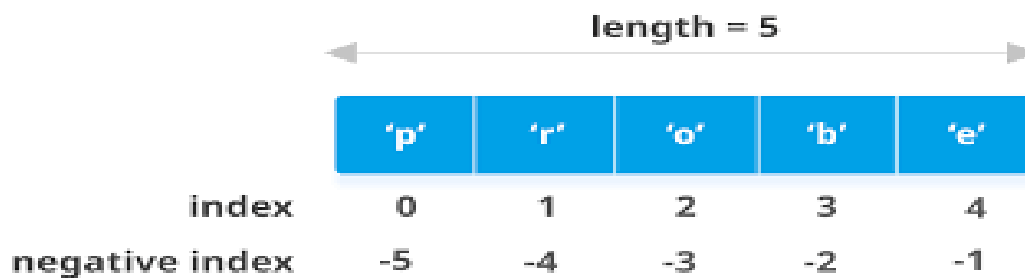 length = 5
‘p’ ‘r’ ‘o’ ‘b’ ‘e’
index 0 1 2 3 4
negative index -5 -4 -3 -2 -1